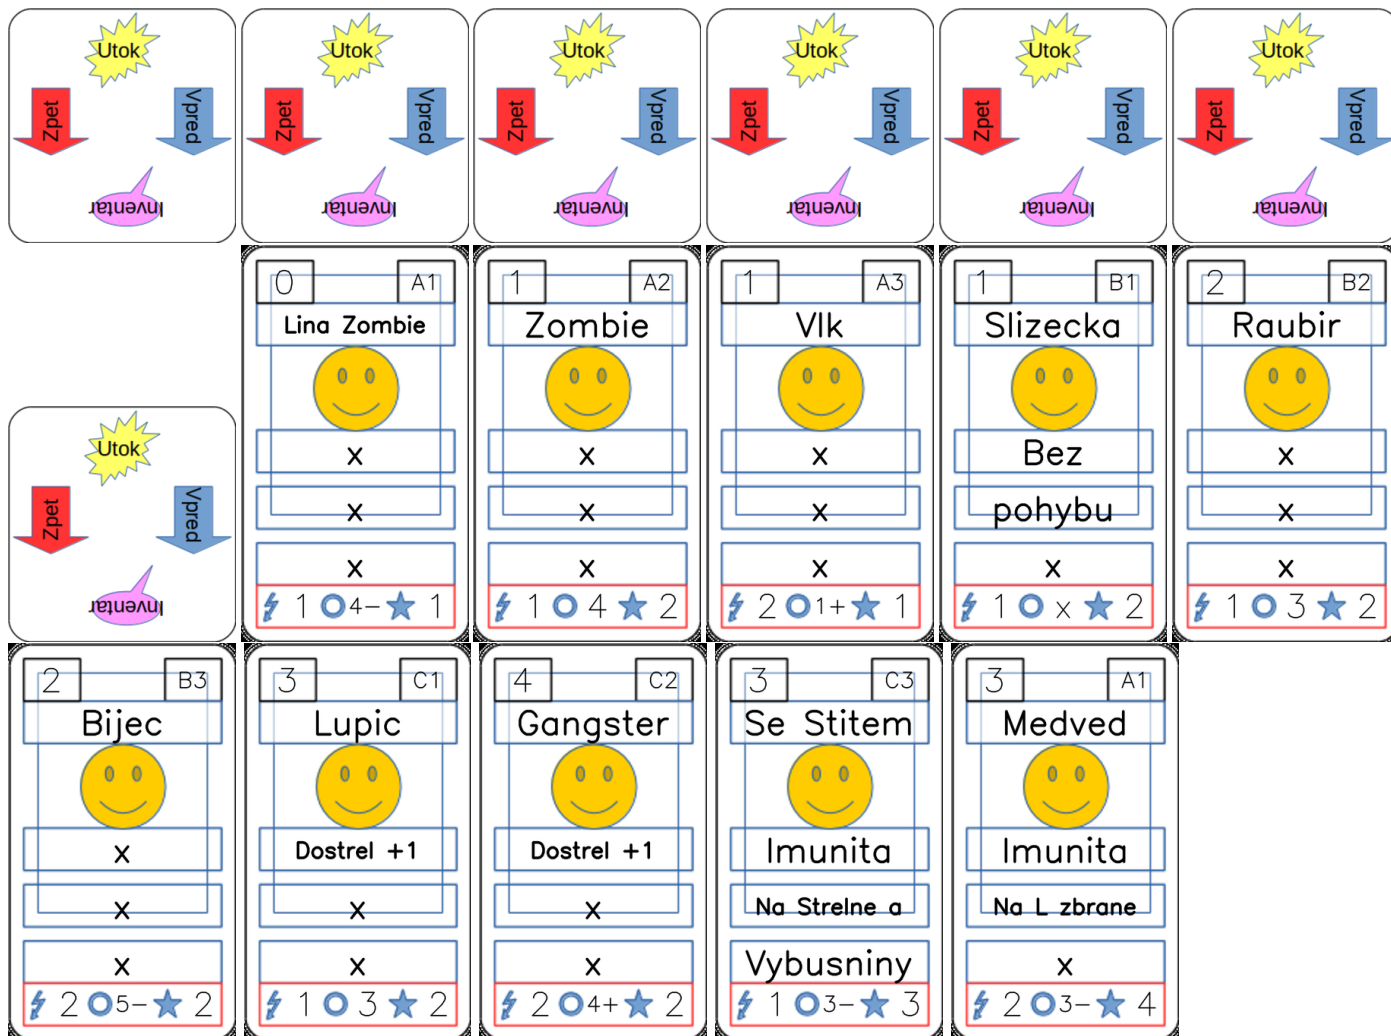 Utok
Zpet
Vpred
Inventar
Utok
Zpet
Vpred
Inventar
Utok
Zpet
Vpred
Inventar
Utok
Zpet
Vpred
Inventar
Utok
Zpet
Vpred
Inventar
Utok
Zpet
Vpred
Inventar
Utok
Zpet
Vpred
Inventar
0 A1
Lina Zombie
x
x
x
1 4- 1
1 A2
Zombie
x
x
x
1 4 2
1 A3
Vlk
x
x
x
2 1+ 1
1 B1
Slizecka
Bez
pohybu
x
1 x 2
2 B2
Raubir
x
x
x
1 3 2
2 B3
Bijec
x
x
x
2 5- 2
3 C1
Lupic
Dostrel +1
x
x
1 3 2
4 C2
Gangster
Dostrel +1
x
x
2 4+ 2
3 C3
Se Stitem
Imunita
Na Strelne a
Vybusniny
1 3- 3
3 A1
Medved
Imunita
Na L zbrane
x
2 3- 4